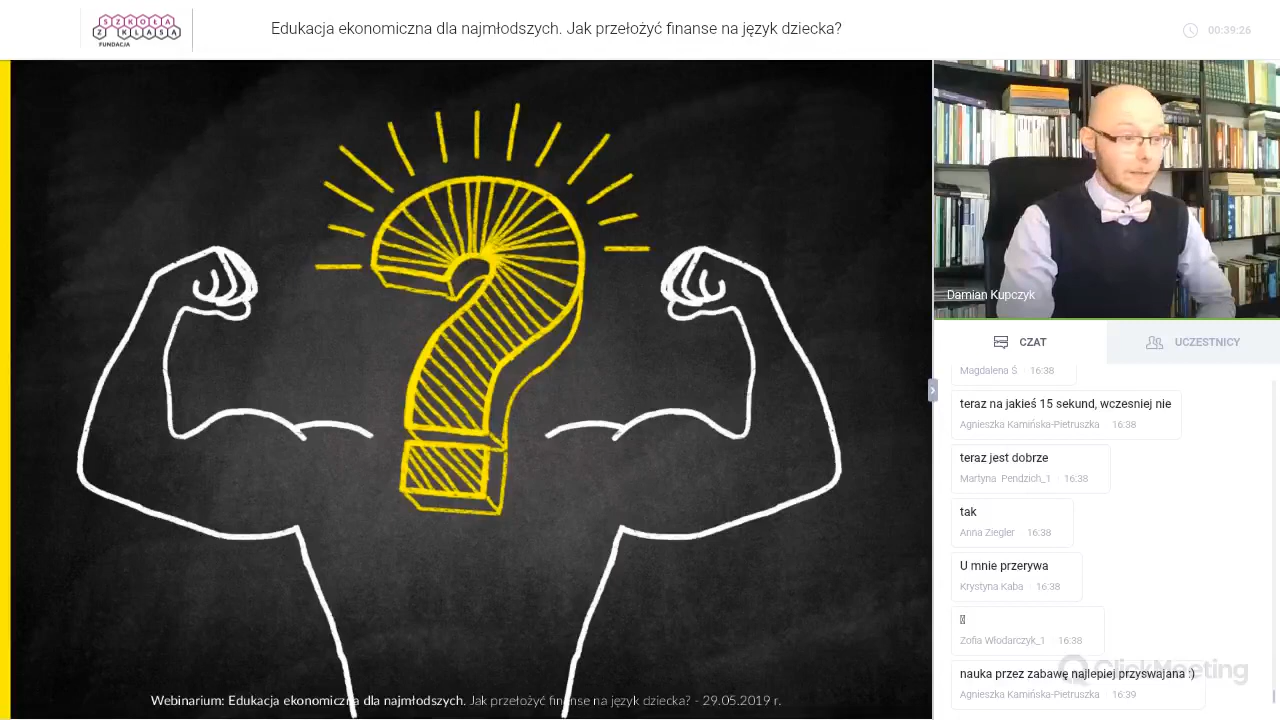 SZKOŁA
Z KLASĄ
FUNDACJA
Edukacja ekonomiczna dla najmłodszych. Jak przełożyć finanse na język dziecka?
00:39:26
Damian Kupczyk
CZAT
UCZESTNICY
Magdalena Ś · 16:38
teraz na jakieś 15 sekund, wczesniej nie
Agnieszka Kamińska-Pietruszka · 16:38
teraz jest dobrze
Martyna Pendzich_1 · 16:38
tak
Anna Ziegler · 16:38
U mnie przerywa
Krystyna Kaba · 16:38
Zofia Włodarczyk_1 · 16:38
nauka przez zabawę najlepiej przyswajana :)
Agnieszka Kamińska-Pietruszka · 16:39
ClickMeeting
Webinarium: Edukacja ekonomiczna dla najmłodszych. Jak przełożyć finanse na język dziecka? - 29.05.2019 r.